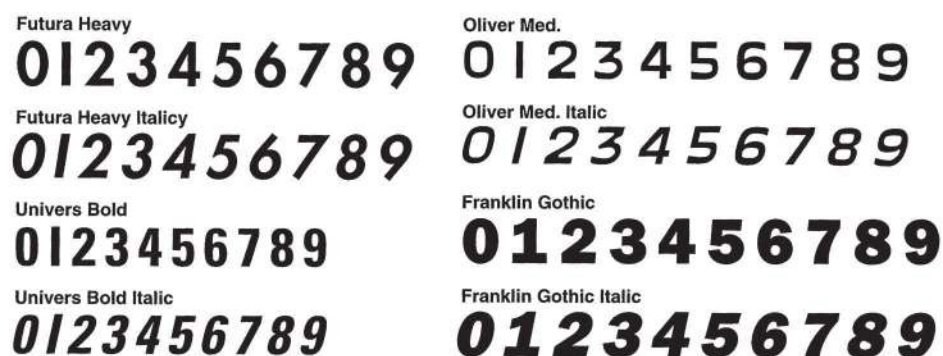 Futura Heavy
0123456789
Futura Heavy Italicy
0123456789
Univers Bold
0123456789
Univers Bold Italic
0123456789
Oliver Med.
0123456789
Oliver Med. Italic
0123456789
Franklin Gothic
0123456789
Franklin Gothic Italic
0123456789